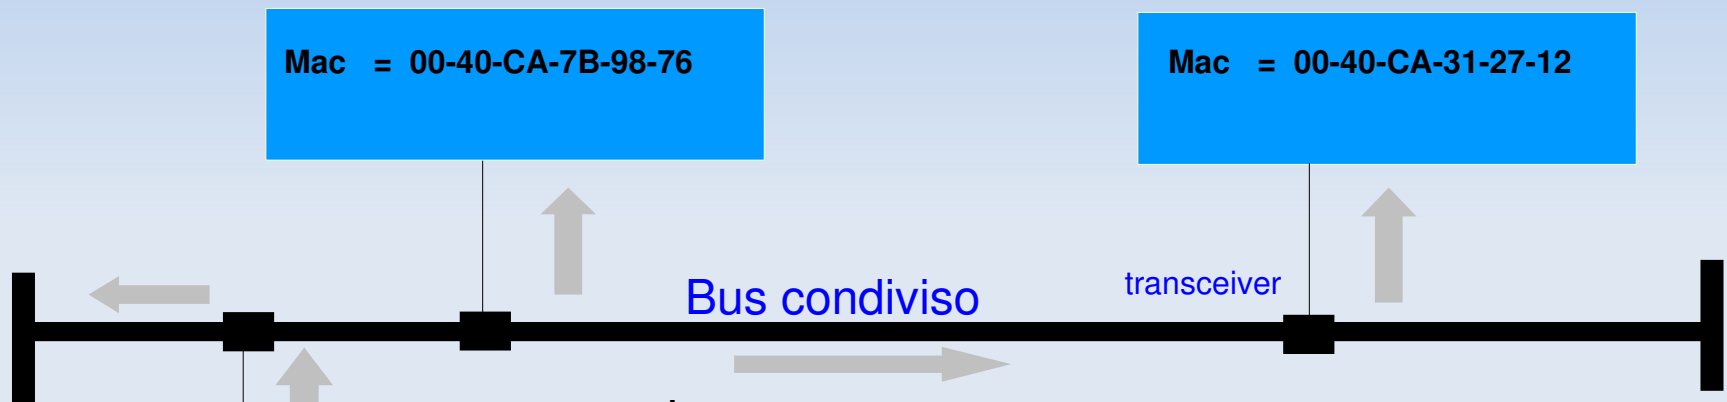 Mac = 00-40-CA-7B-98-76
Mac = 00-40-CA-31-27-12
transceiver
Bus condiviso